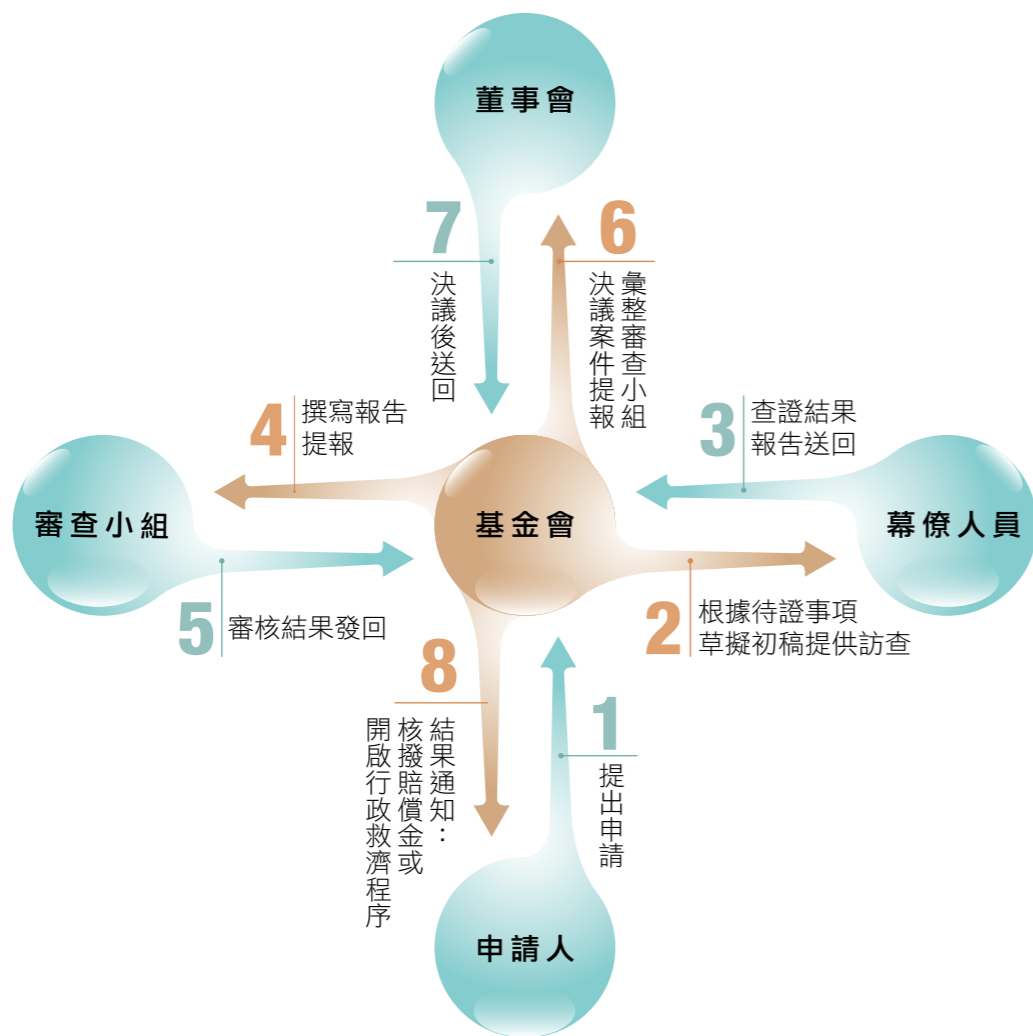 董事會
7
決議後送回
6
彙整審查小組
決議案件提報
4
撰寫報告
提報
3
查證結果
報告送回
審查小組
基金會
幕僚人員
5
審核結果發回
2
根據待證事項
草擬初稿提供訪查
8
結果通知：
核撥賠償金或
開啟行政救濟程序
1
提出申請
申請人